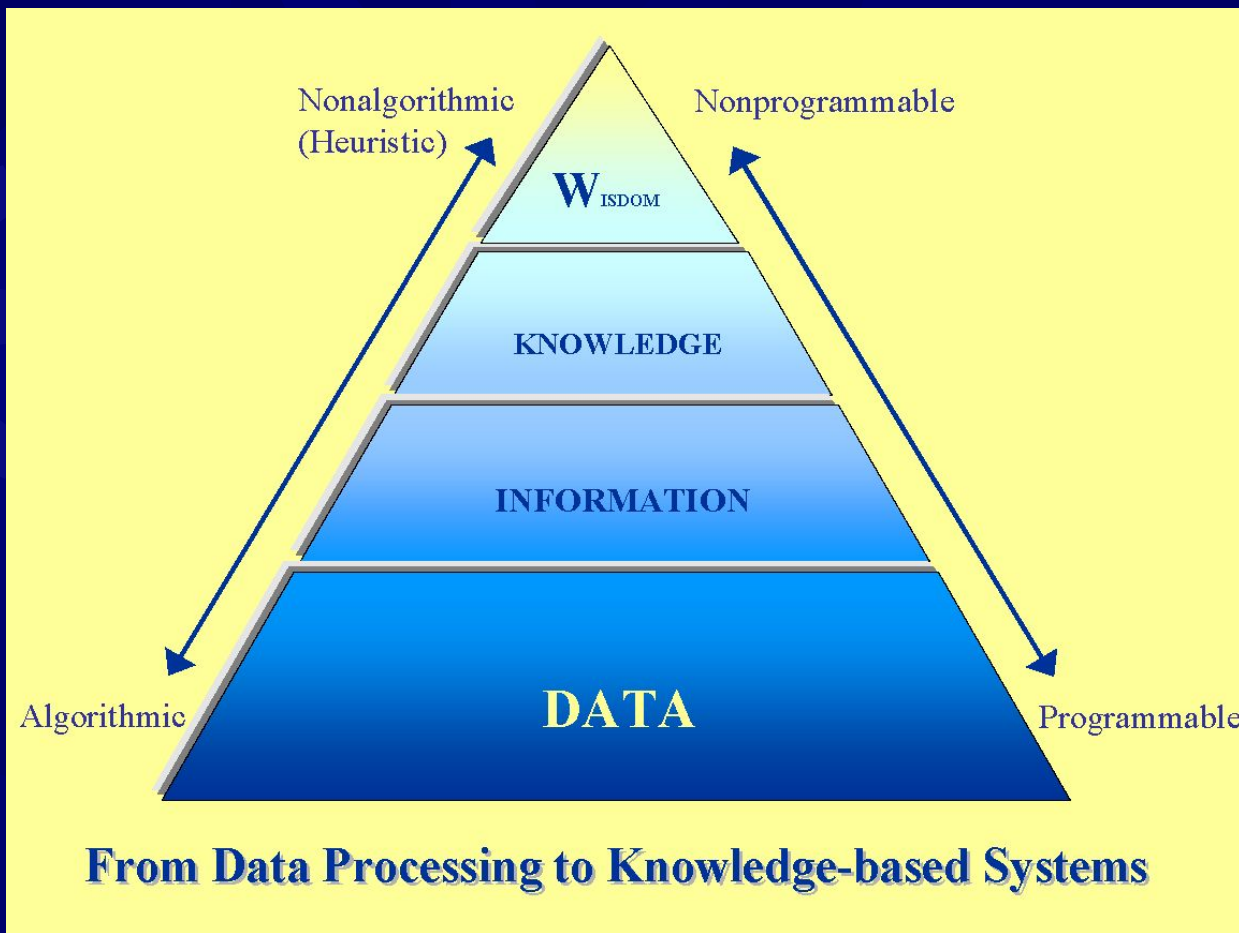 Nonalgorithmic
(Heuristic)
Nonprogrammable
WISDOM
KNOWLEDGE
INFORMATION
DATA
Algorithmic
Programmable
From Data Processing to Knowledge-based Systems